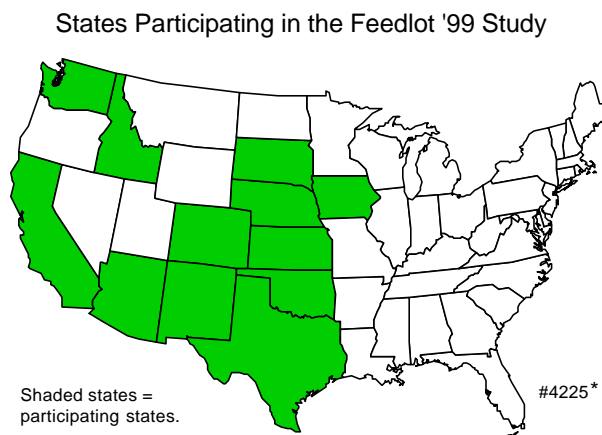 States Participating in the Feedlot '99 Study
Shaded states =
participating states.
#4225*